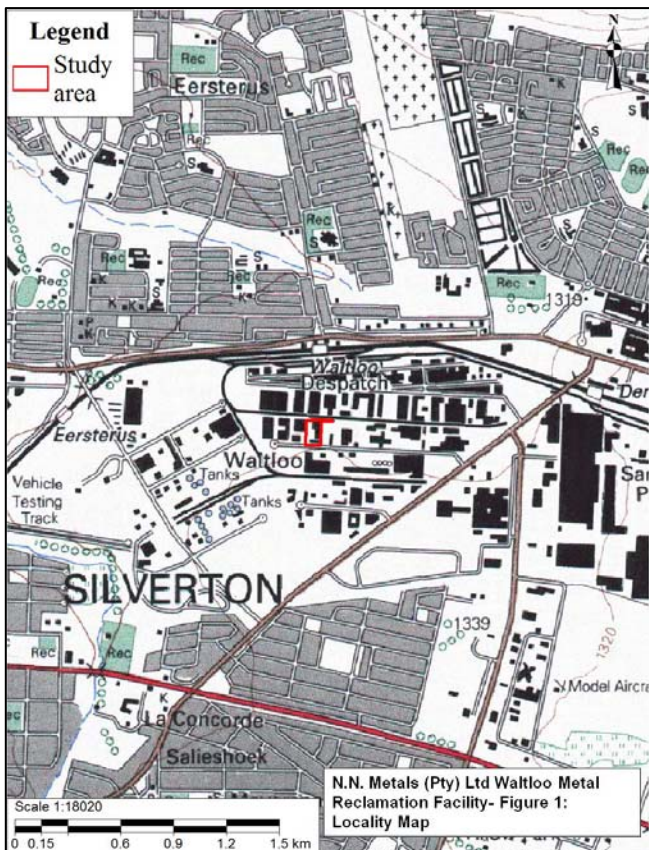 Legend
Study
area
N
Rec
Eersterus
K
K
S
Rec
S
S
Rec
Rec
S
K
Rec
S
S
Rec
S
Rec
Rec
K
Rec
K
K
K
1319
P
K
Waltloo
Despatch
Eersterus
Waltloo
Tanks
Tanks
Vehicle
Testing
Track
SILVERTON
1339
1320
Rec
Rec
K
Model Aircra
Rec
La Concorde
Salieshoek
N.N. Metals (Pty) Ltd Waltloo Metal
Reclamation Facility- Figure 1:
Locality Map
Scale 1:18020
0 0.15 0.6 0.9 1.2 1.5 km